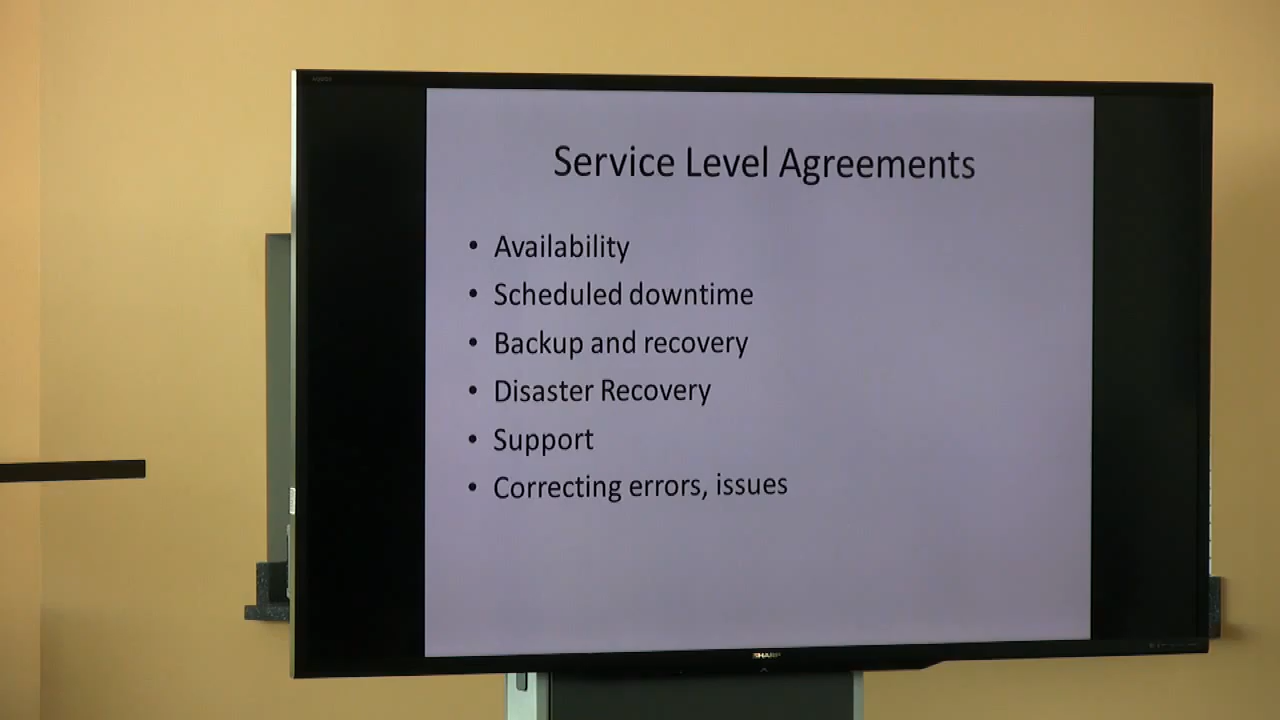 Service Level Agreements
• Availability
• Scheduled downtime
• Backup and recovery
• Disaster Recovery
• Support
• Correcting errors, issues
SHARP